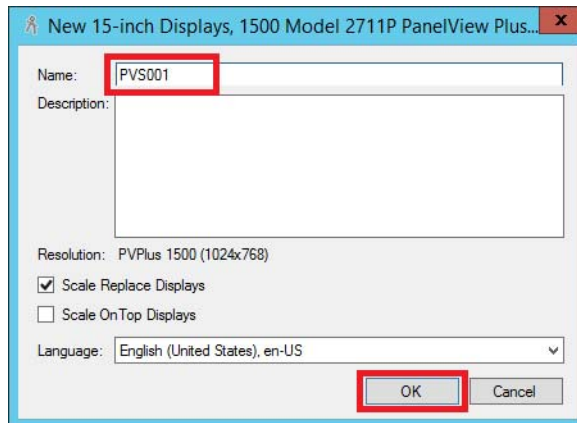 New 15-inch Displays, 1500 Model 2711P PanelView Plus... x
Name: PVS001
Description:
Resolution: PVPlus 1500 (1024x768)
Scale Replace Displays
Scale OnTop Displays
Language: English (United States), en-US
OK Cancel